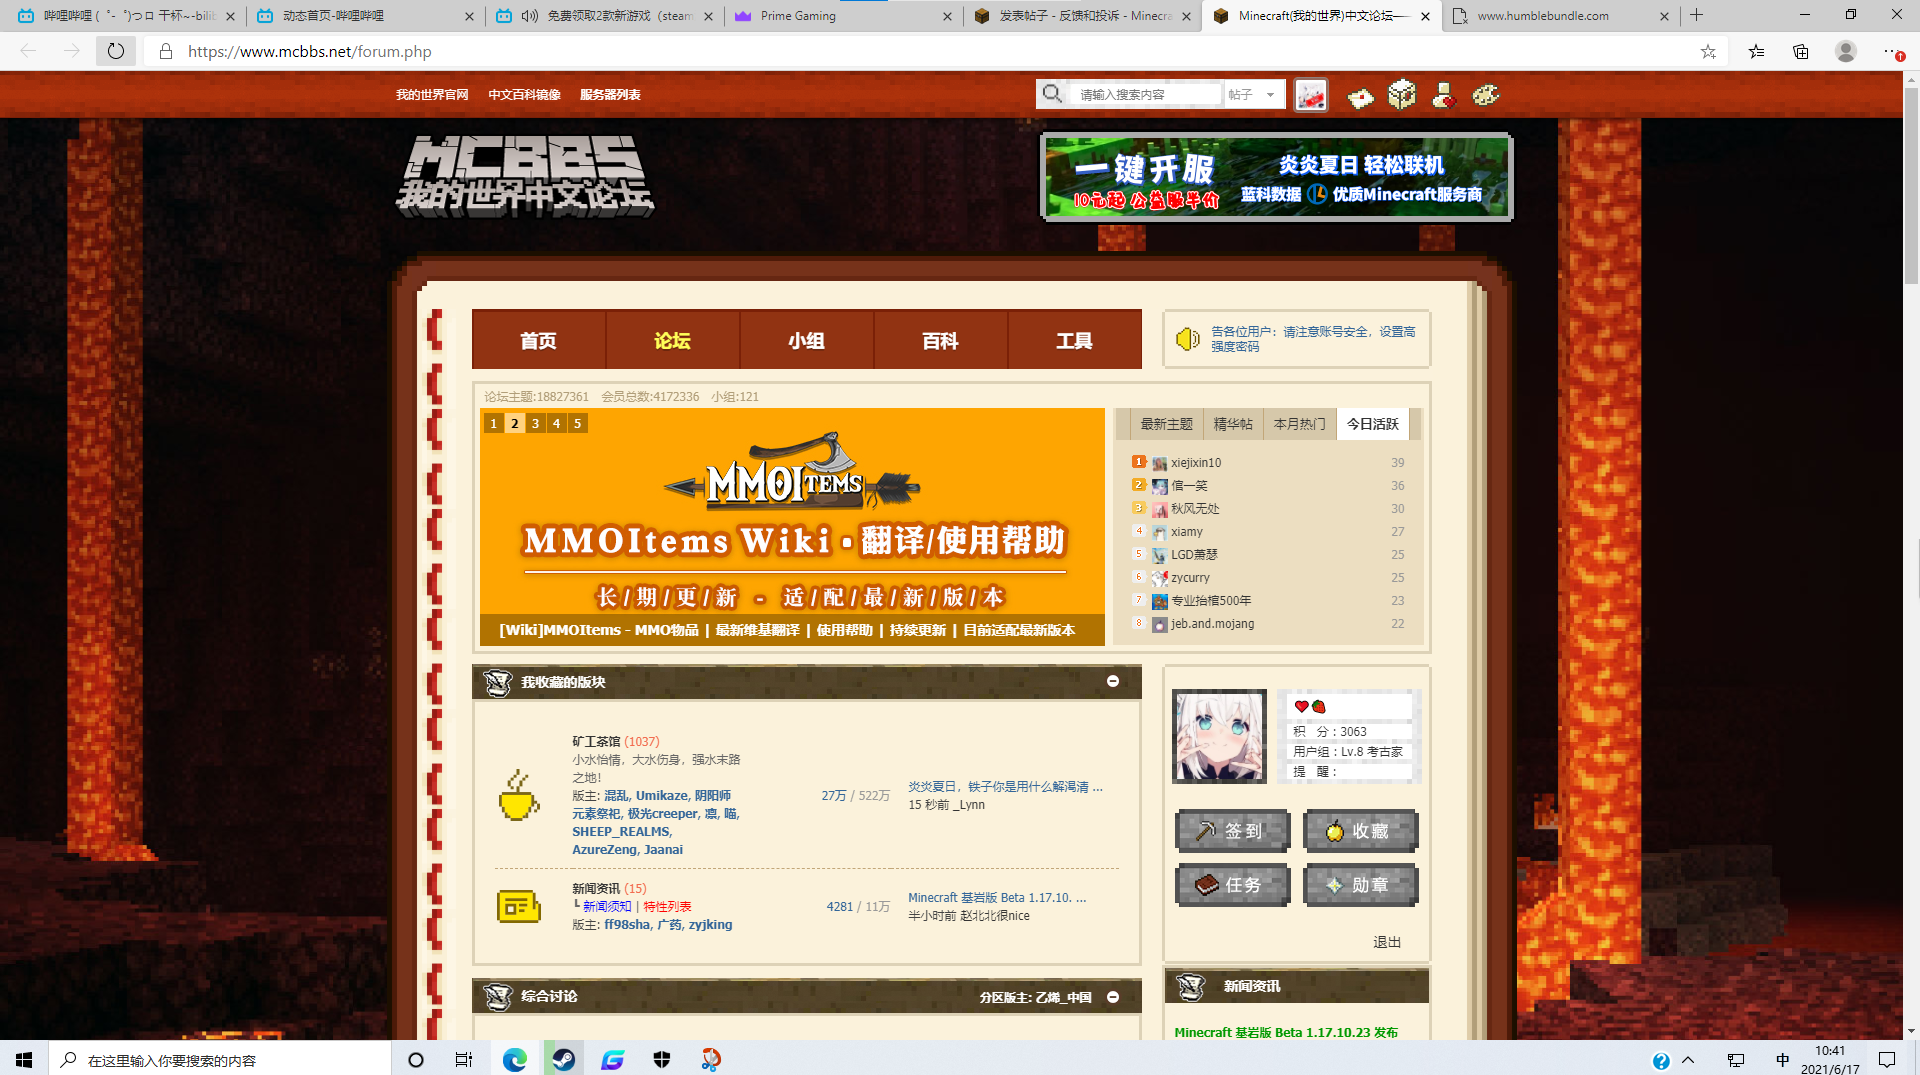 哔哩哔哩 (゜-゜)つロ 干杯~-bili
动态首页-哔哩哔哩
免费领取2款新游戏（steam
Prime Gaming
发表帖子 - 反馈和投诉 - Minecra
Minecraft(我的世界)中文论坛—
www.humblebundle.com
https://www.mcbbs.net/forum.php
我的世界官网 中文百科镜像 服务器列表
请输入搜索内容 帖子
MCBBS
我的世界中文论坛
一键开服
10元起 公益服半价
炎炎夏日 轻松联机
蓝科数据 优质Minecraft服务商
首页 论坛 小组 百科 工具
告各位用户：请注意账号安全，设置高
强度密码
论坛主题:18827361 会员总数:4172336 小组:121
1 2 3 4 5
MMOITEMS
MMOItems Wiki·翻译/使用帮助
长/期/更/新 - 适/配/最/新/版/本
[Wiki]MMOItems - MMO物品 | 最新维基翻译 | 使用帮助 | 持续更新 | 目前适配最新版本
最新主题 精华帖 本月热门 今日活跃
1 xiejixin10 39
2 倌一笑 36
3 秋风无处 30
4 xiamy 27
5 LGD萧瑟 25
6 zycurry 25
7 专业抬棺500年 23
8 jeb.and.mojang 22
我收藏的版块
矿工茶馆 (1037)
小水怡情，大水伤身，强水末路
之地！
版主: 混乱, Umikaze, 阴阳师
元素祭祀, 极光creeper, 凛, 喵,
SHEEP_REALMS,
AzureZeng, Jaanai
27万 / 522万
炎炎夏日，铁子你是用什么解渴清 ...
15 秒前 _Lynn
新闻资讯 (15)
┗ 新闻须知 | 特性列表
版主: ff98sha, 广药, zyjking
4281 / 11万
Minecraft 基岩版 Beta 1.17.10. ...
半小时前 赵北北很nice
综合讨论
分区版主: 乙烯_中国
积 分：3063
用户组：Lv.8 考古家
提 醒：
签到 收藏
任务 勋章
退出
新闻资讯
Minecraft 基岩版 Beta 1.17.10.23 发布
在这里输入你要搜索的内容
中
10:41
2021/6/17